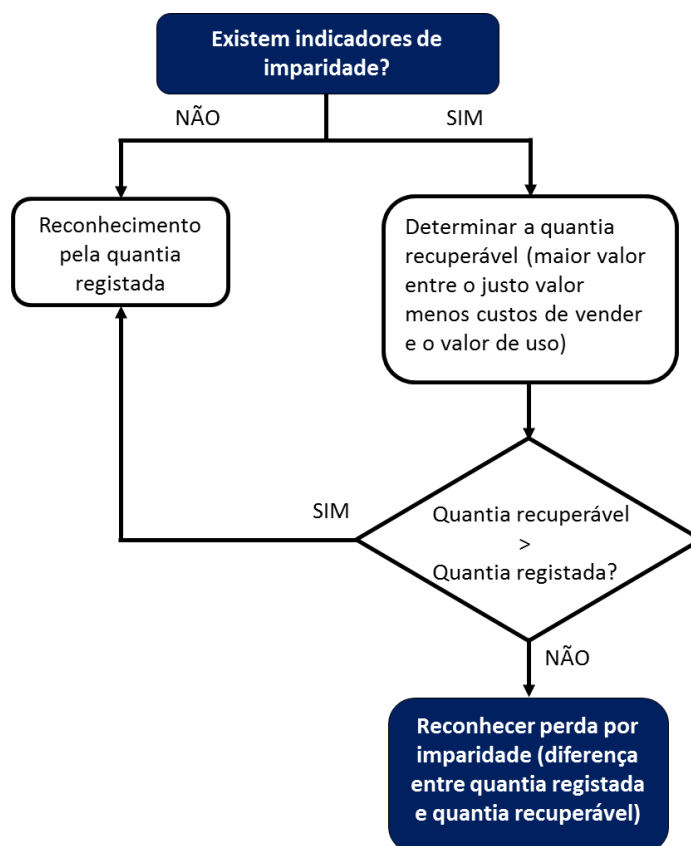 Existem indicadores de
imparidade?
NÃO
SIM
Reconhecimento
pela quantia
registada
Determinar a quantia
recuperável (maior valor
entre o justo valor
menos custos de vender
e o valor de uso)
SIM
Quantia recuperável
>
Quantia registada?
NÃO
Reconhecer perda por
imparidade (diferença
entre quantia registada
e quantia recuperável)